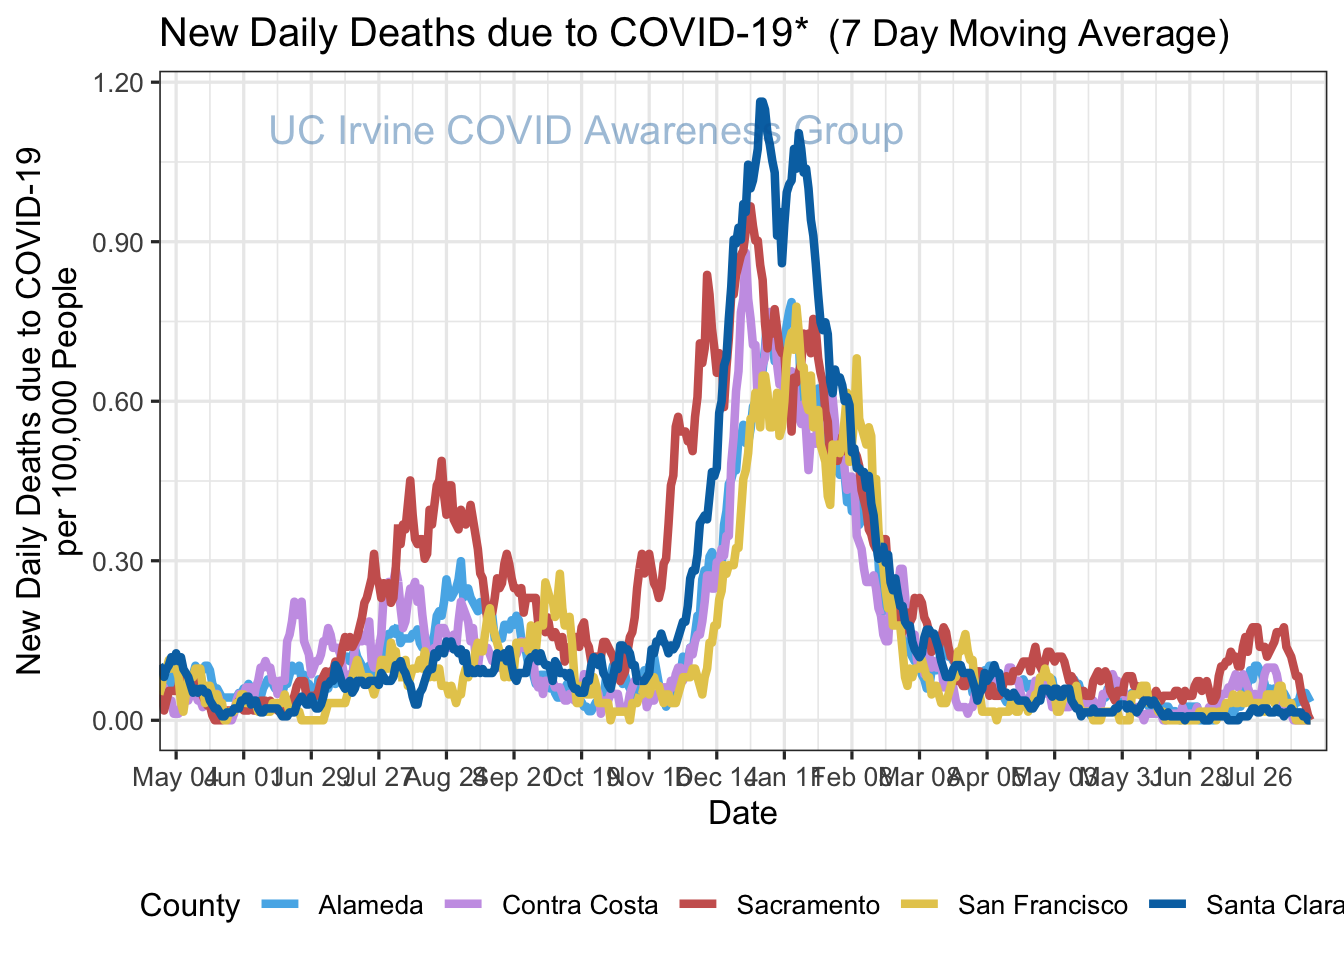 New Daily Deaths due to COVID-19* (7 Day Moving Average)
UC Irvine COVID Awareness Group
New Daily Deaths due to COVID-19
per 100,000 People
1.20
0.90
0.60
0.30
0.00
May 04 Jun 01 Jun 29 Jul 27 Aug 24 Sep 20 Oct 19 Nov 16 Dec 14 Jan 11 Feb 08 Mar 08 Apr 05 May 03 May 31 Jun 28 Jul 26
Date
County Alameda Contra Costa Sacramento San Francisco Santa Clara